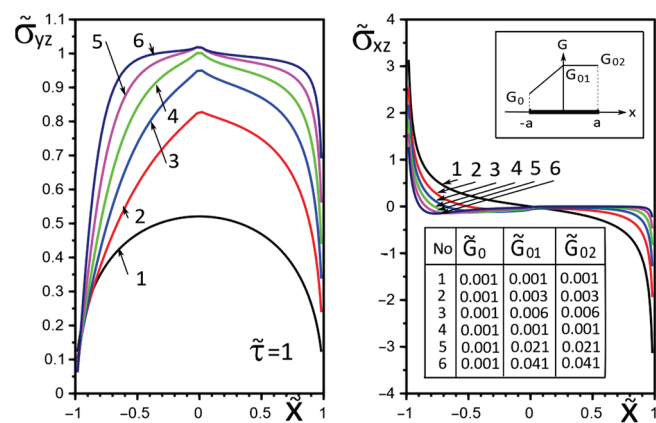 σ̃yz
1.1
1
0.9
0.8
0.7
0.6
0.5
0.4
0.3
0.2
0.1
0
−1 −0.5 0 0.5 1
x̃
5 6
4
3
2
1
τ̃=1
σ̃xz
4
3
2
1
0
−1
−2
−3
−4
−1 −0.5 0 0.5 1
x̃
G
G₀ G₀₁ G₀₂
-a a x
1 2 3 4 5 6
No G̃₀ G̃₀₁ G̃₀₂
1 0.001 0.001 0.001
2 0.001 0.003 0.003
3 0.001 0.006 0.006
4 0.001 0.001 0.001
5 0.001 0.021 0.021
6 0.001 0.041 0.041